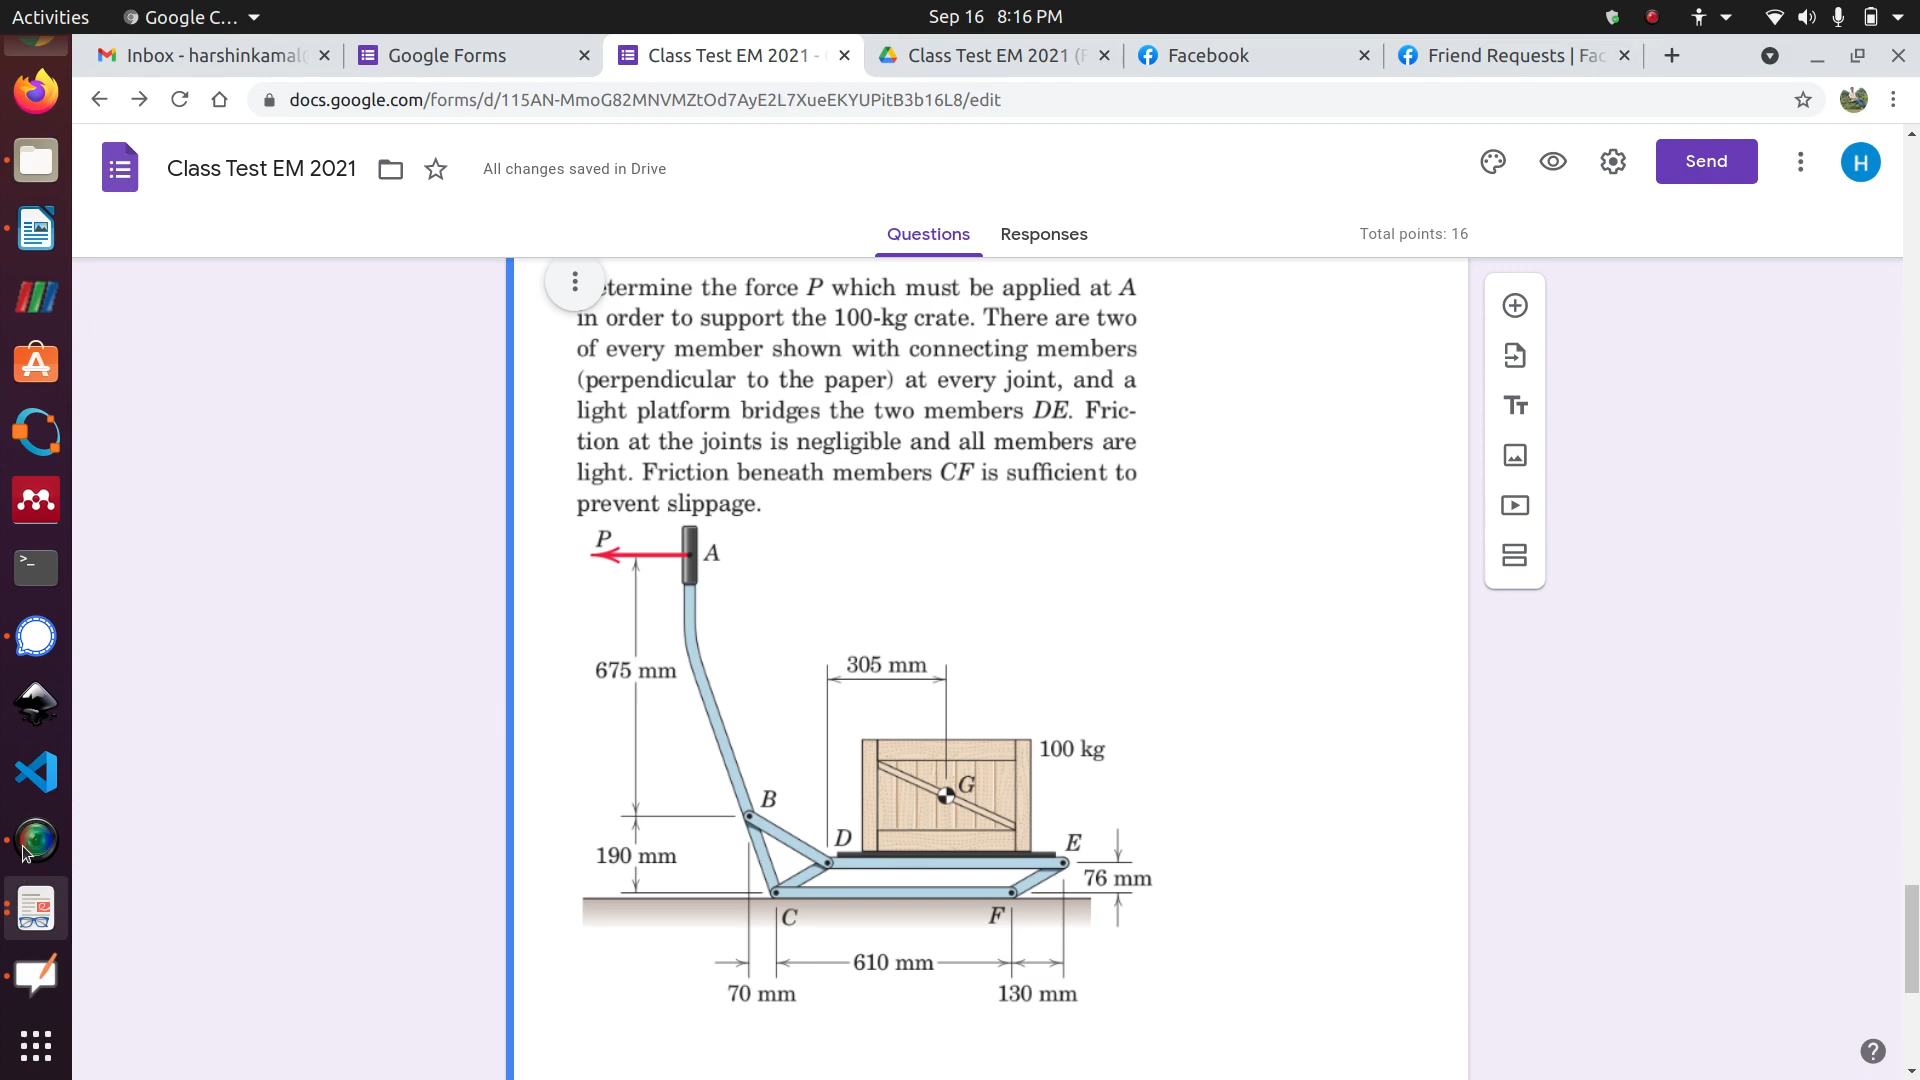 Activities
Google C...
Sep 16 8:16 PM
Inbox - harshinkamal
Google Forms
Class Test EM 2021 -
Class Test EM 2021 (F
Facebook
Friend Requests | Fac
docs.google.com/forms/d/115AN-MmoG82MNVMZtOd7AyE2L7XueEKYUPitB3b16L8/edit
Class Test EM 2021
All changes saved in Drive
Send
H
Questions
Responses
Total points: 16
termine the force P which must be applied at A
in order to support the 100-kg crate. There are two
of every member shown with connecting members
(perpendicular to the paper) at every joint, and a
light platform bridges the two members DE. Fric-
tion at the joints is negligible and all members are
light. Friction beneath members CF is sufficient to
prevent slippage.
P
A
675 mm
305 mm
100 kg
G
B
D
E
190 mm
76 mm
C
F
610 mm
70 mm
130 mm